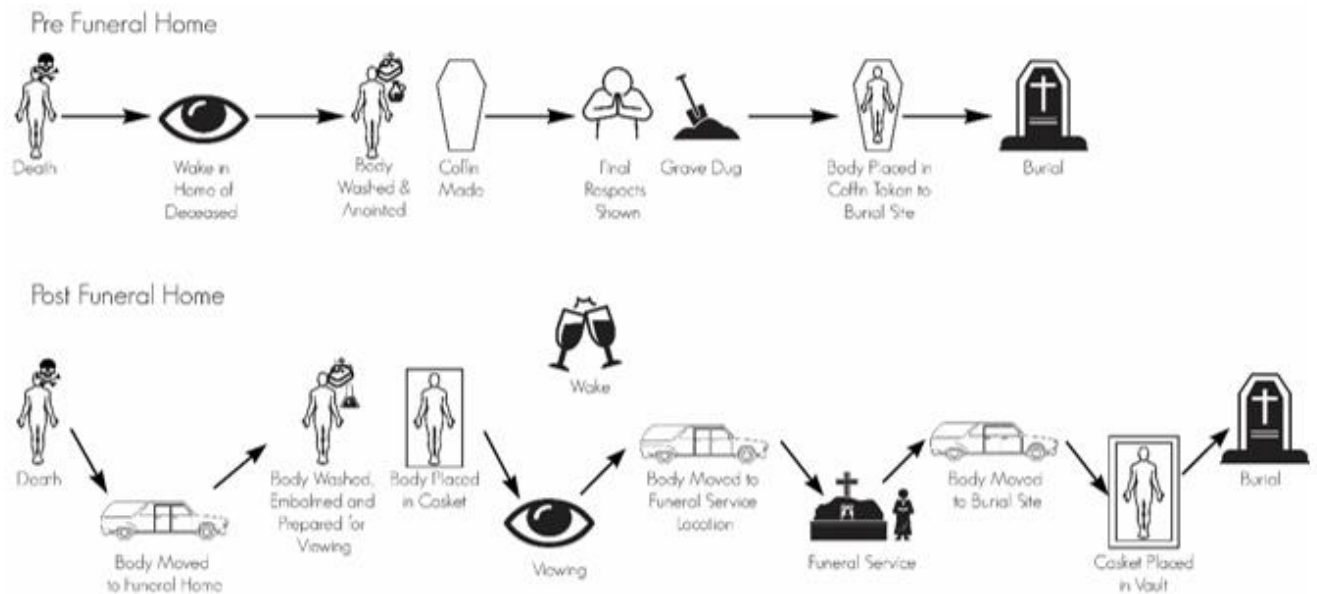 Pre Funeral Home
Death
Wake in
Home of
Deceased
Body
Washed &
Anointed
Coffin
Made
Final
Respects
Shown
Grave Dug
Body Placed in
Coffin Taken to
Burial Site
Burial
Post Funeral Home
Wake
Death
Body Moved
to Funeral Home
Body Washed,
Embalmed and
Prepared for
Viewing
Body Placed
in Casket
Viewing
Body Moved to
Funeral Service
Location
Funeral Service
Body Moved
to Burial Site
Casket Placed
in Vault
Burial